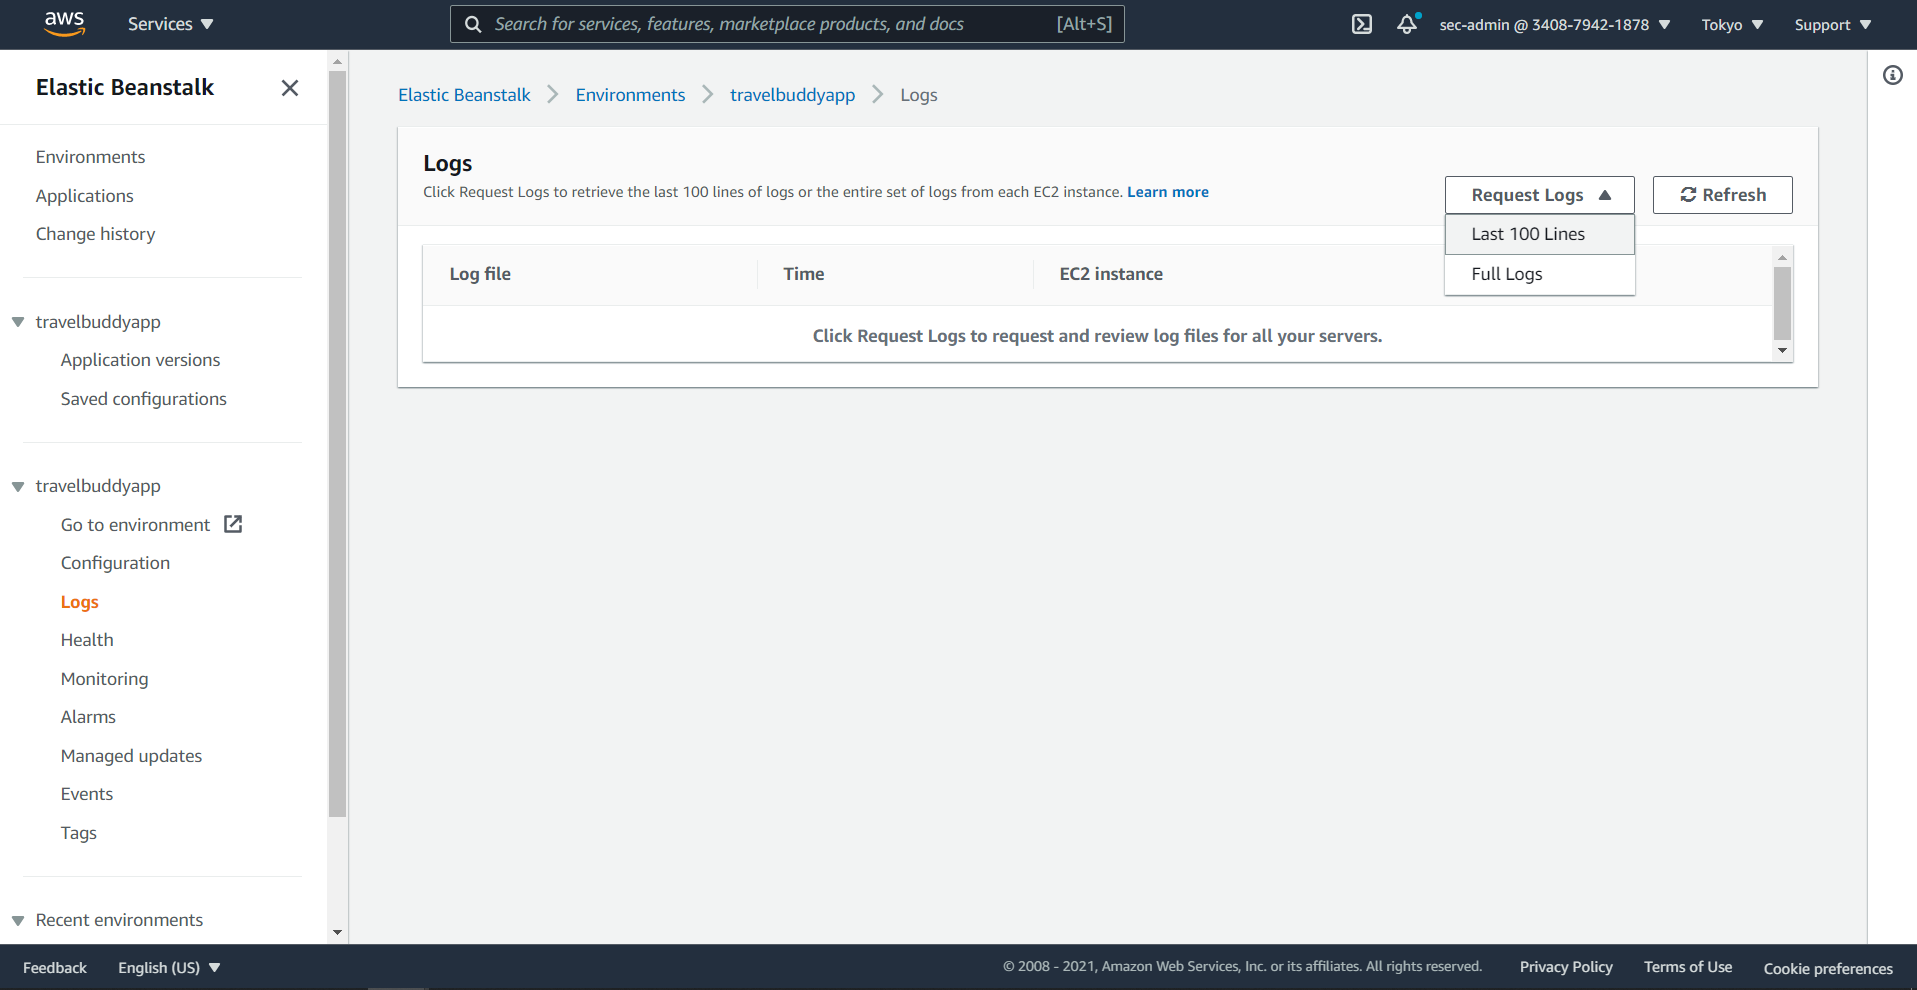 aws
Services
Search for services, features, marketplace products, and docs [Alt+S]
sec-admin @ 3408-7942-1878
Tokyo
Support
Elastic Beanstalk
Environments
Applications
Change history
travelbuddyapp
Application versions
Saved configurations
travelbuddyapp
Go to environment
Configuration
Logs
Health
Monitoring
Alarms
Managed updates
Events
Tags
Recent environments
Elastic Beanstalk > Environments > travelbuddyapp > Logs
Logs
Click Request Logs to retrieve the last 100 lines of logs or the entire set of logs from each EC2 instance. Learn more
Request Logs
Refresh
Last 100 Lines
Full Logs
Log file Time EC2 instance
Click Request Logs to request and review log files for all your servers.
Feedback
English (US)
© 2008 - 2021, Amazon Web Services, Inc. or its affiliates. All rights reserved.
Privacy Policy
Terms of Use
Cookie preferences